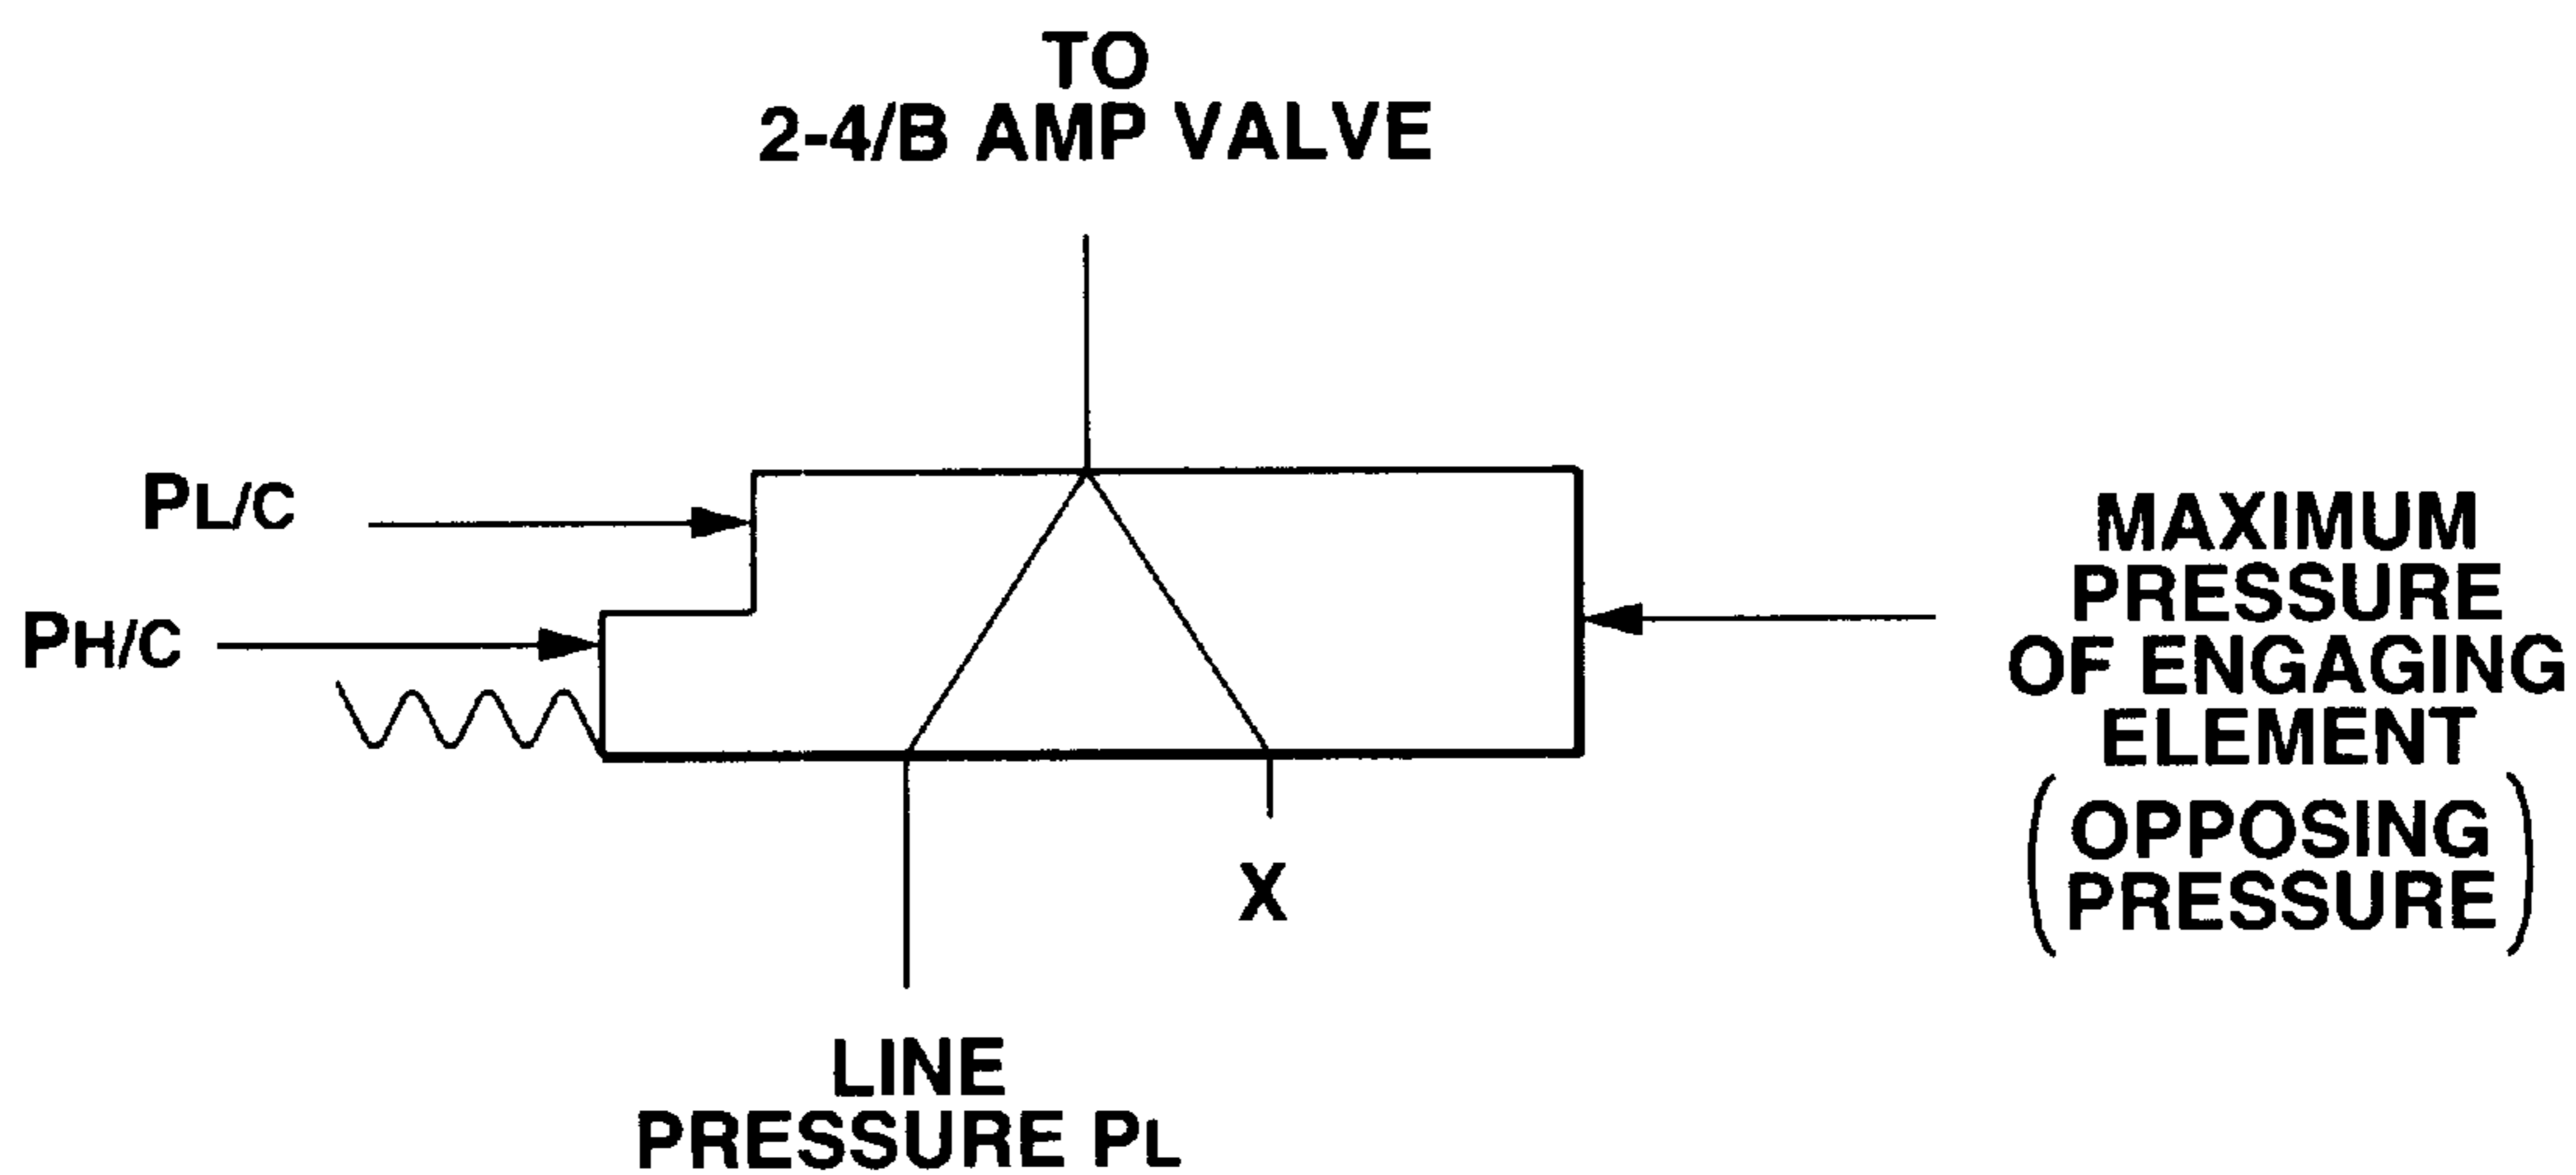 TO
2-4/B AMP VALVE
PL/C
PH/C
MAXIMUM
PRESSURE
OF ENGAGING
ELEMENT
(OPPOSING
PRESSURE)
X
LINE
PRESSURE PL